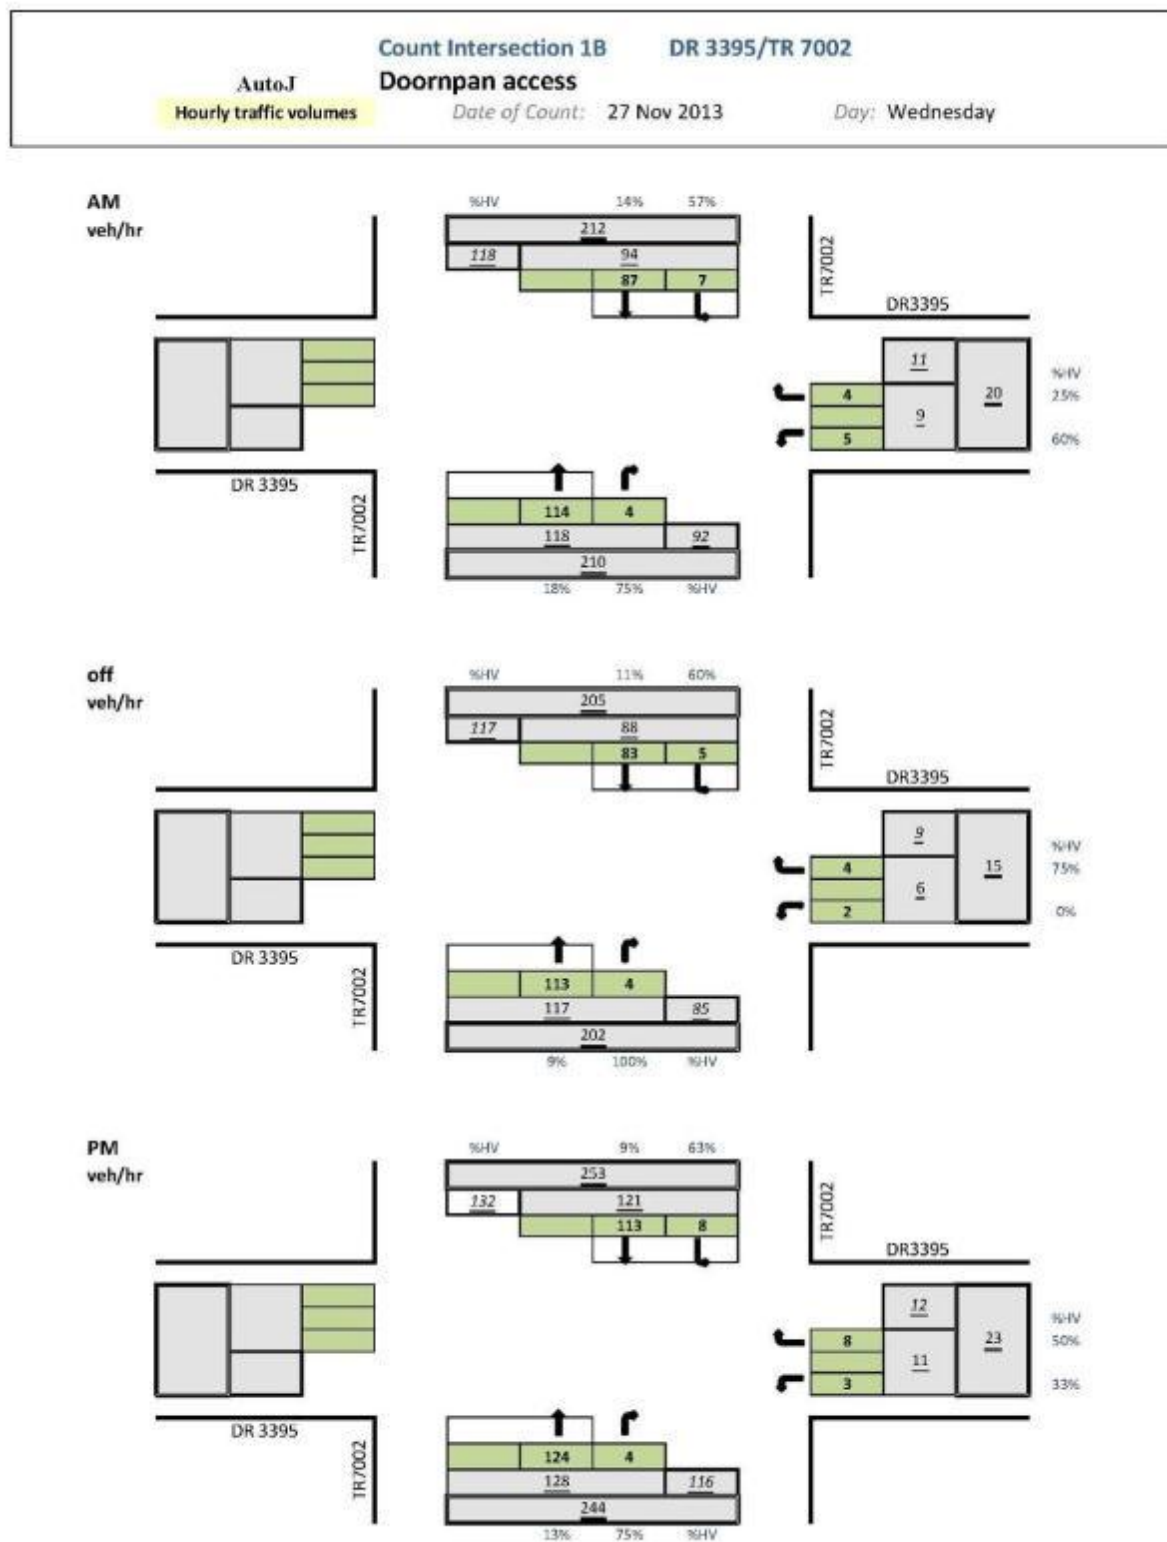 Count Intersection 1B DR 3395/TR 7002
AutoJ Doornpan access
Hourly traffic volumes Date of Count: 27 Nov 2013 Day: Wednesday
AM %HV 14% 57%
veh/hr 212
118 94
87 7
TR7002
DR3395
11
%HV
4 20 25%
9
5 60%
DR 3395
TR7002
114 4
118 92
210
18% 75% %HV
off %HV 11% 60%
veh/hr 205
117 88
83 5
TR7002
DR3395
9
%HV
4 15 75%
6
2 0%
DR 3395
TR7002
113 4
117 85
202
9% 100% %HV
PM %HV 9% 63%
veh/hr 253
132 121
113 8
TR7002
DR3395
12
%HV
8 23 50%
11
3 33%
DR 3395
TR7002
124 4
128 116
244
13% 75% %HV